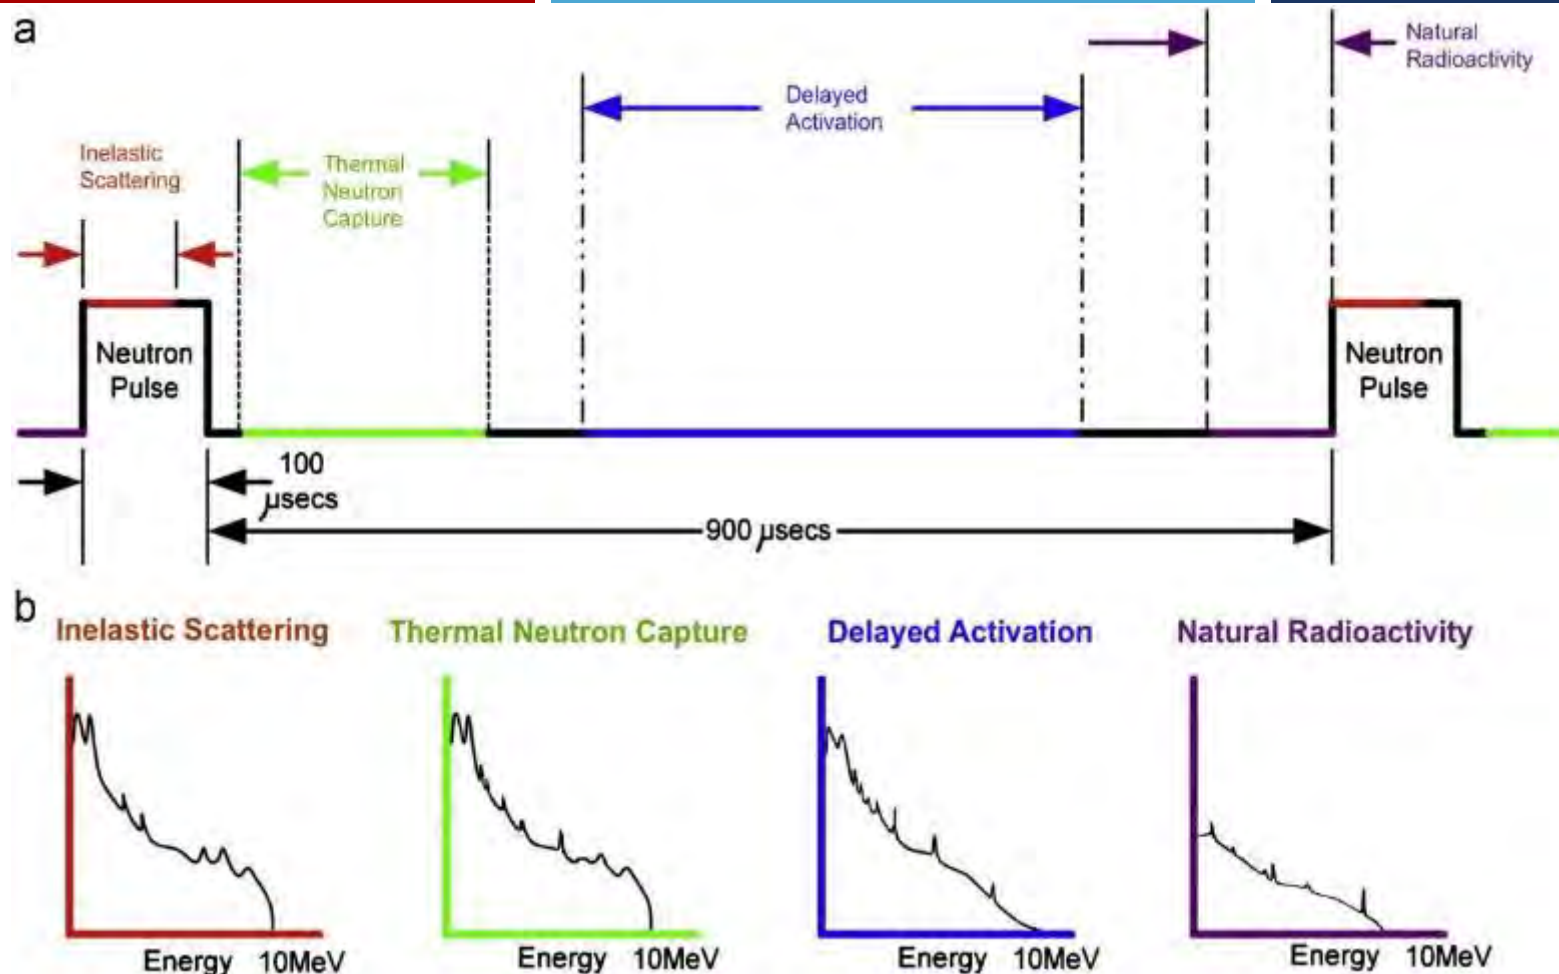 a
Natural
Radioactivity
Delayed
Activation
Inelastic
Scattering
Thermal
Neutron
Capture
Neutron
Pulse
Neutron
Pulse
100
µsecs
900 µsecs
b
Inelastic Scattering
Thermal Neutron Capture
Delayed Activation
Natural Radioactivity
Energy 10MeV
Energy 10MeV
Energy 10MeV
Energy 10MeV